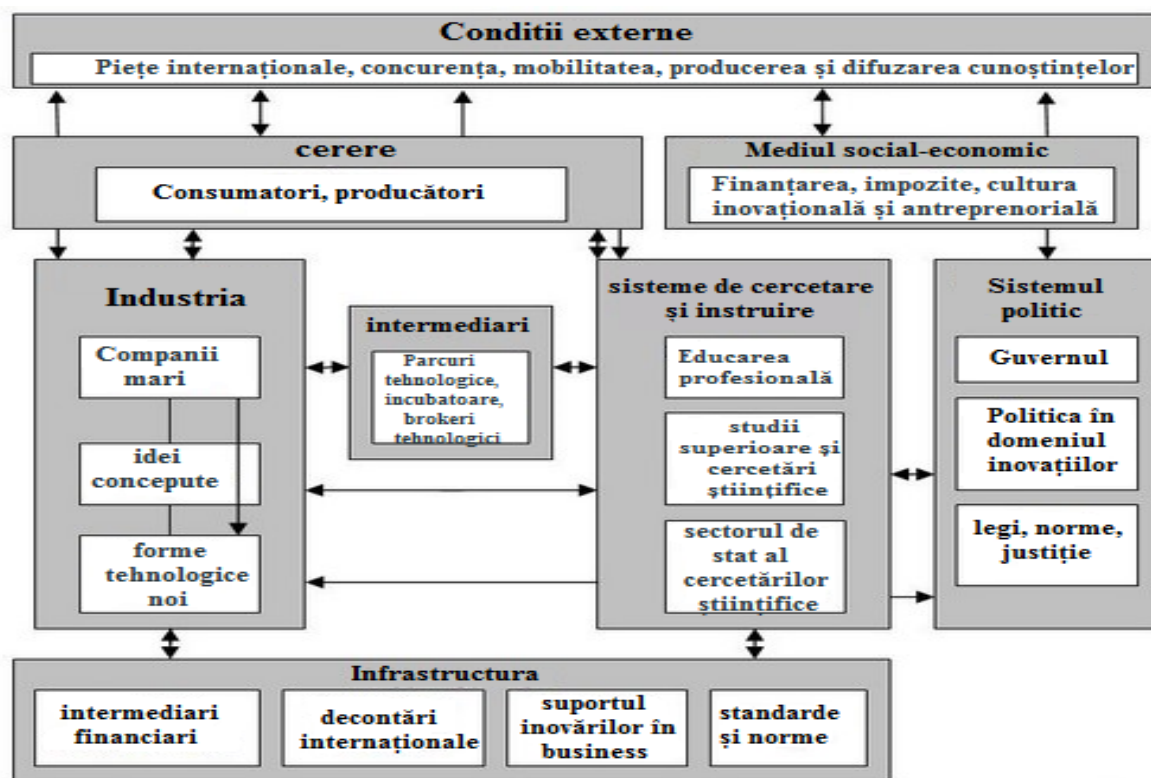 Conditii externe
Piețe internaționale, concurența, mobilitatea, producerea și difuzarea cunoștințelor
cerere
Consumatori, producători
Mediul social-economic
Finanțarea, impozite, cultura
inovațională și antreprenorială
Industria
Companii
mari
idei
concepute
forme
tehnologice
noi
intermediari
Parcuri
tehnologice,
incubatoare,
brokeri
tehnologici
sisteme de cercetare
și instruire
Educarea
profesională
studii
superioare și
cercetări
științifice
sectorul de
stat al
cercetărilor
științifice
Sistemul
politic
Guvernul
Politica în
domeniul
inovațiilor
legi, norme,
justiție
Infrastructura
intermediari
financiari
decontări
internaționale
suportul
inovărilor în
business
standarde
și norme